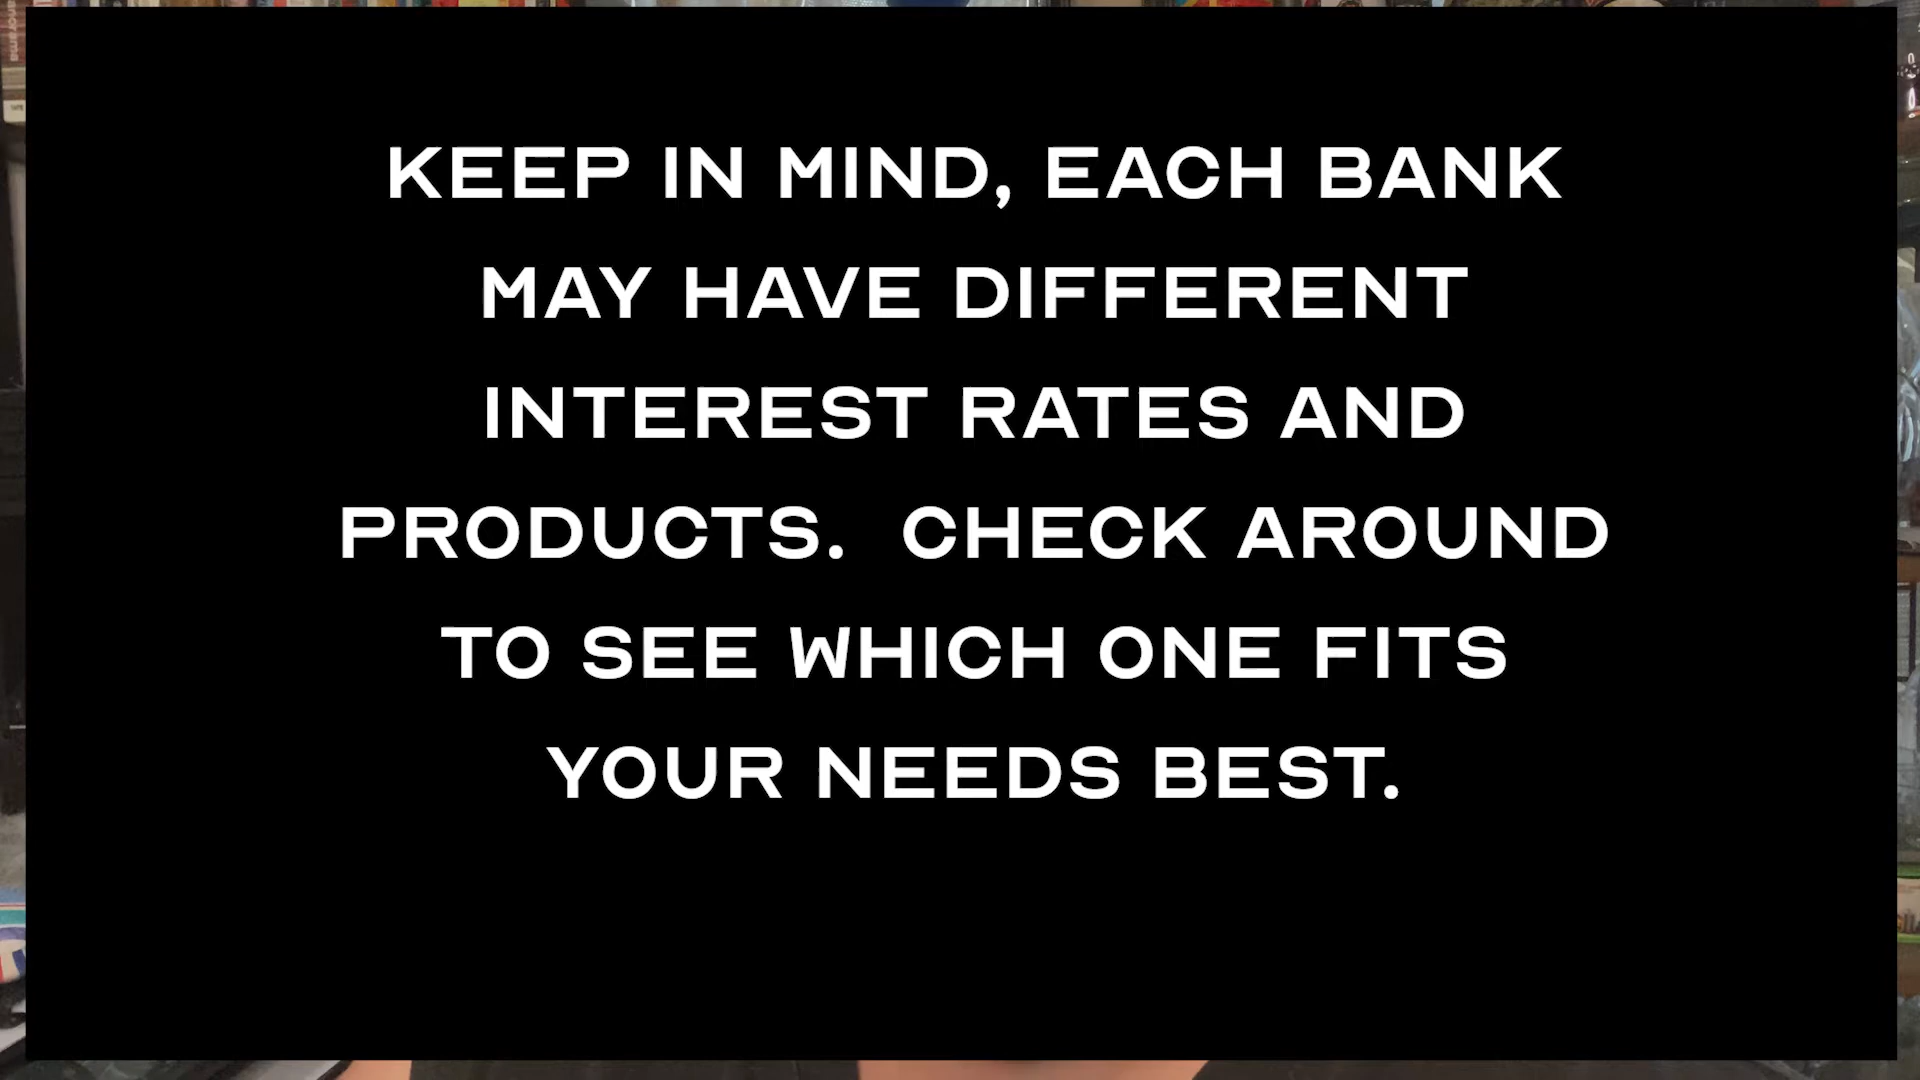 KEEP IN MIND, EACH BANK
MAY HAVE DIFFERENT
INTEREST RATES AND
PRODUCTS.  CHECK AROUND
TO SEE WHICH ONE FITS
YOUR NEEDS BEST.